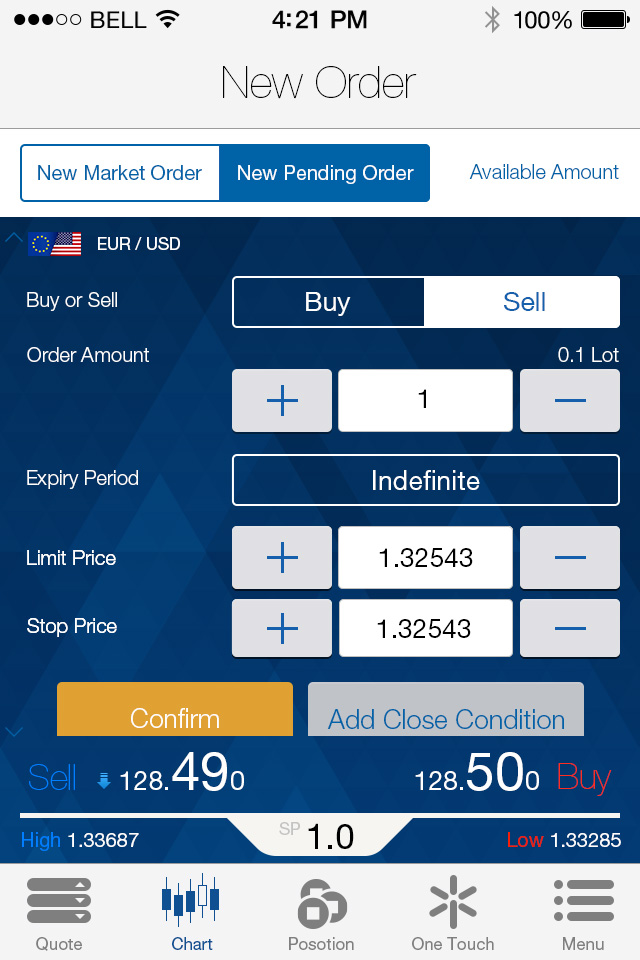 BELL 4:21 PM 100%
New Order
New Market Order New Pending Order Available Amount
EUR / USD
Buy or Sell Buy Sell
Order Amount 0.1 Lot
+ 1 —
Expiry Period Indefinite
Limit Price + 1.32543 —
Stop Price + 1.32543 —
Confirm Add Close Condition
Sell 128.490 128.500 Buy
High 1.33687 SP 1.0 Low 1.33285
Quote Chart Posotion One Touch Menu